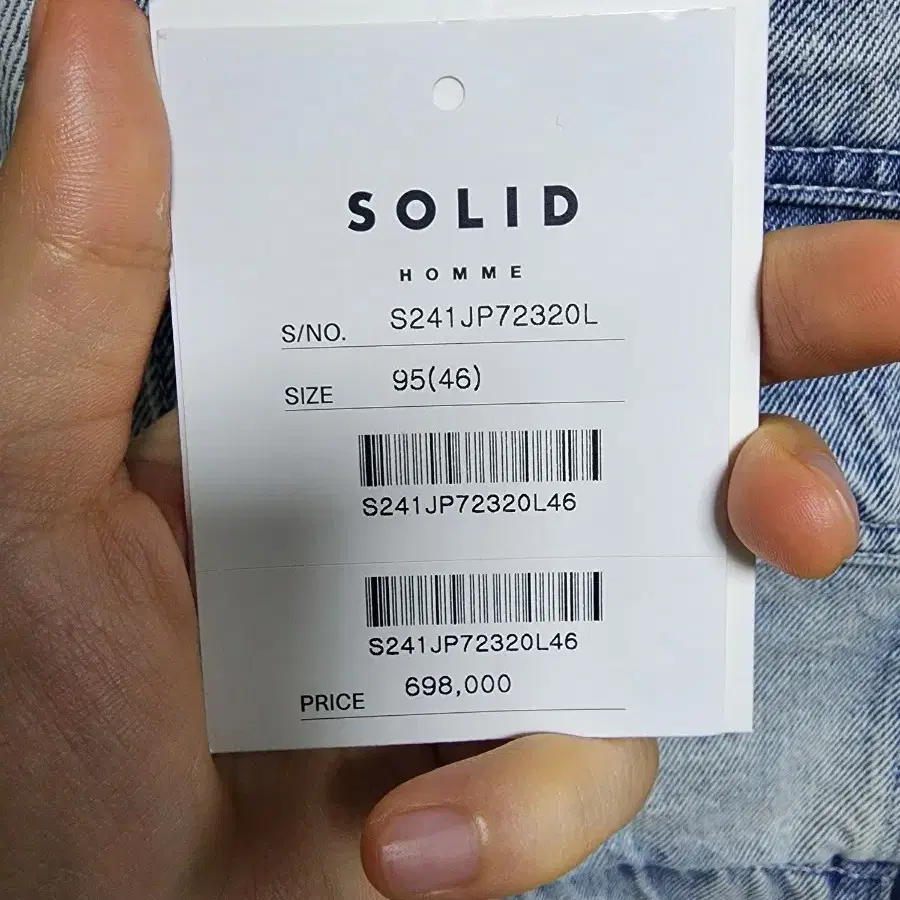 SOLID
HOMME
S/NO. S241JP72320L
SIZE 95(46)
S241JP72320L46
S241JP72320L46
PRICE 698,000